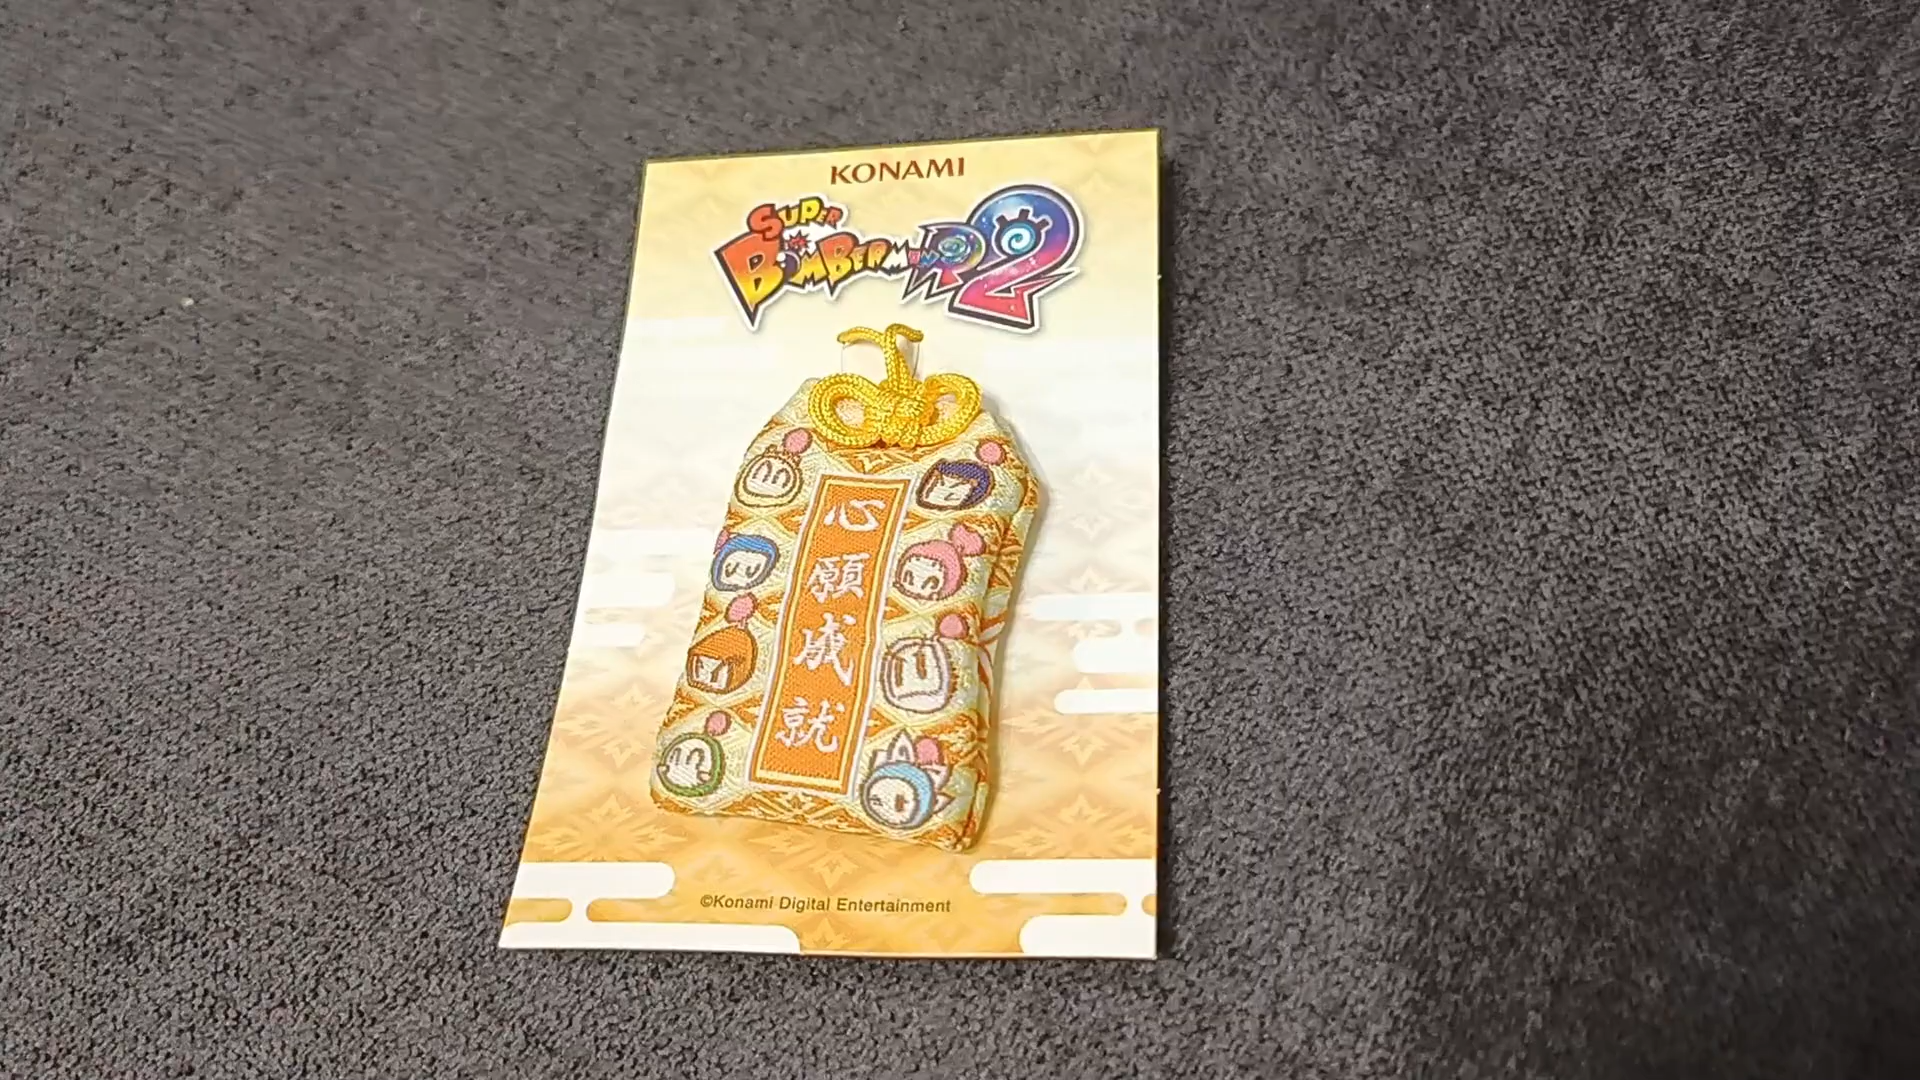 KONAMI
SUPER
BOMBERMAN R 2
心願成就
©Konami Digital Entertainment